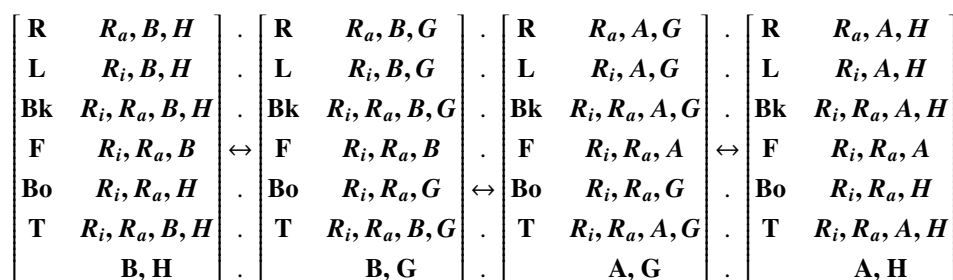 R R_a, B, H . R R_a, B, G . R R_a, A, G . R R_a, A, H
L R_i, B, H . L R_i, B, G . L R_i, A, G . L R_i, A, H
Bk R_i, R_a, B, H . Bk R_i, R_a, B, G . Bk R_i, R_a, A, G . Bk R_i, R_a, A, H
F R_i, R_a, B ↔ F R_i, R_a, B . F R_i, R_a, A ↔ F R_i, R_a, A
Bo R_i, R_a, H . Bo R_i, R_a, G ↔ Bo R_i, R_a, G . Bo R_i, R_a, H
T R_i, R_a, B, H . T R_i, R_a, B, G . T R_i, R_a, A, G . T R_i, R_a, A, H
B, H . B, G . A, G . A, H